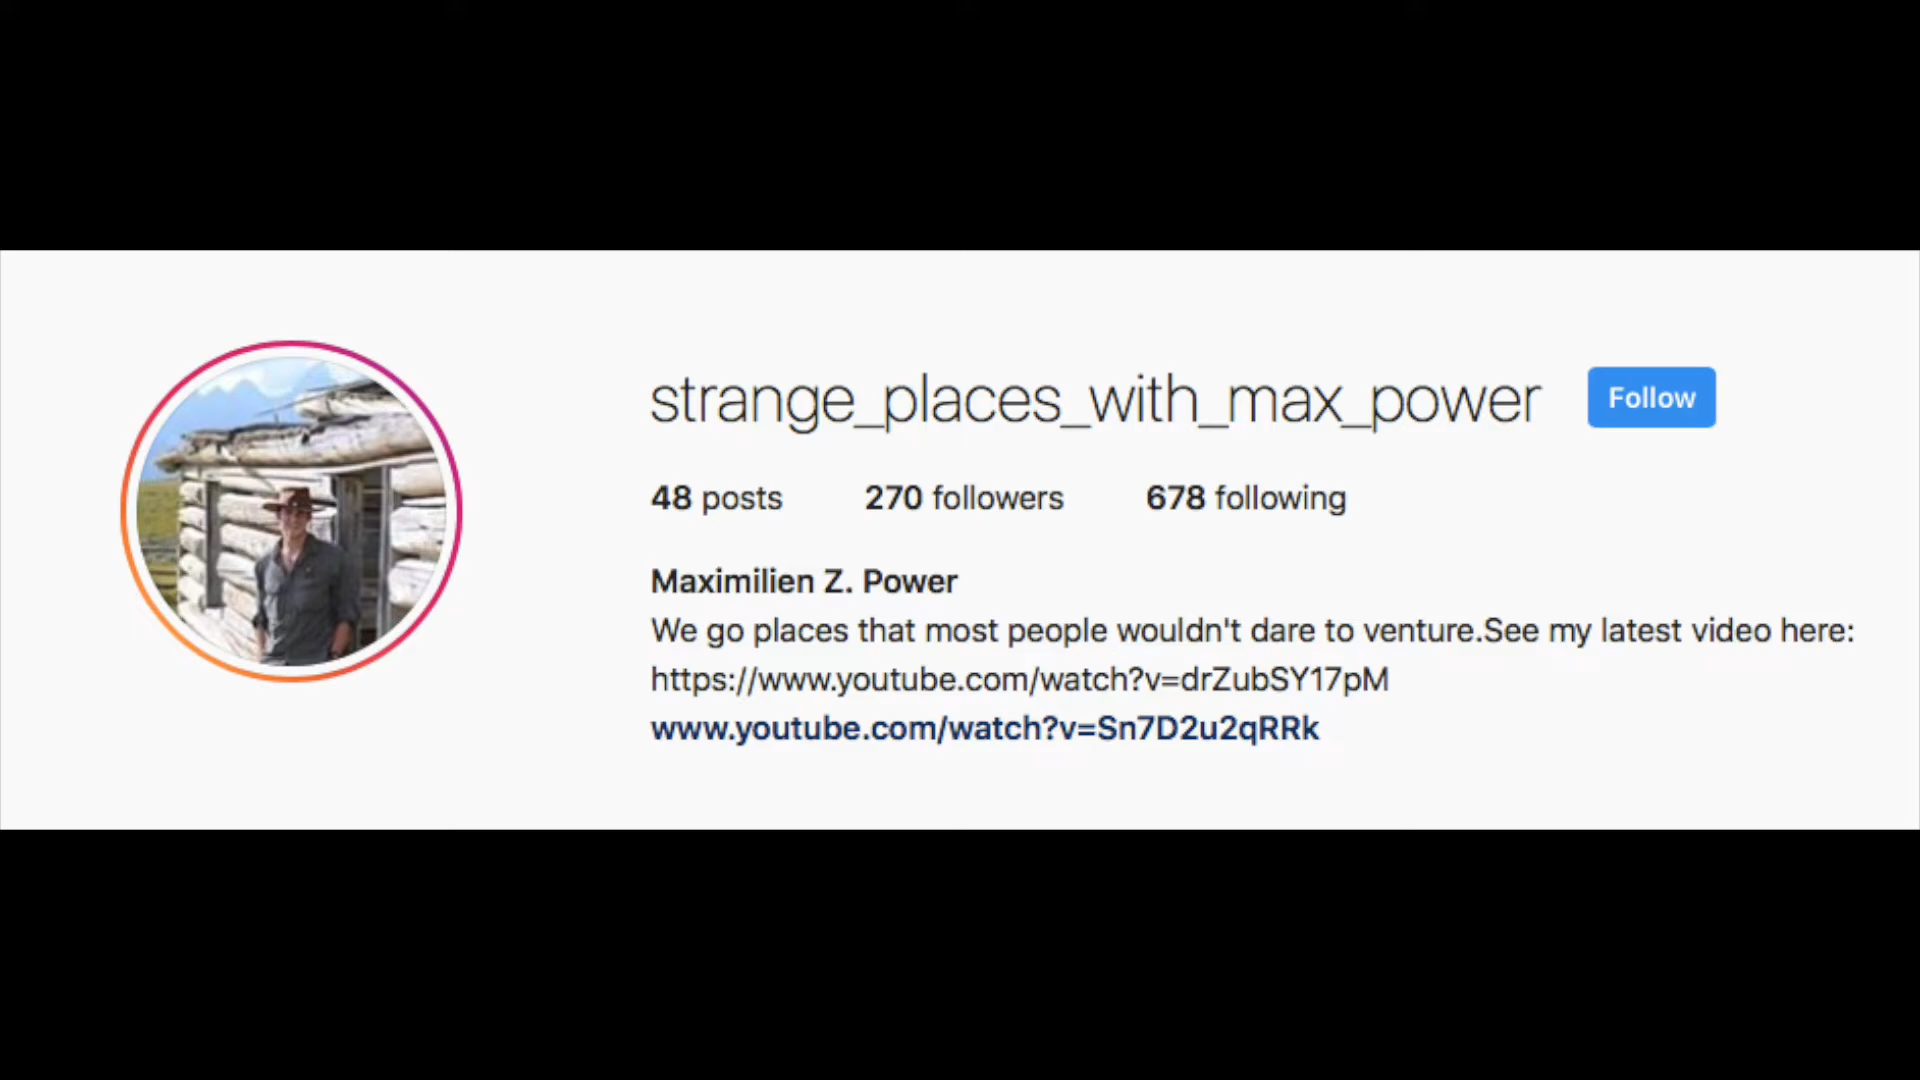 strange_places_with_max_power Follow
48 posts 270 followers 678 following
Maximilien Z. Power
We go places that most people wouldn't dare to venture.See my latest video here:
https://www.youtube.com/watch?v=drZubSY17pM
www.youtube.com/watch?v=Sn7D2u2qRRk